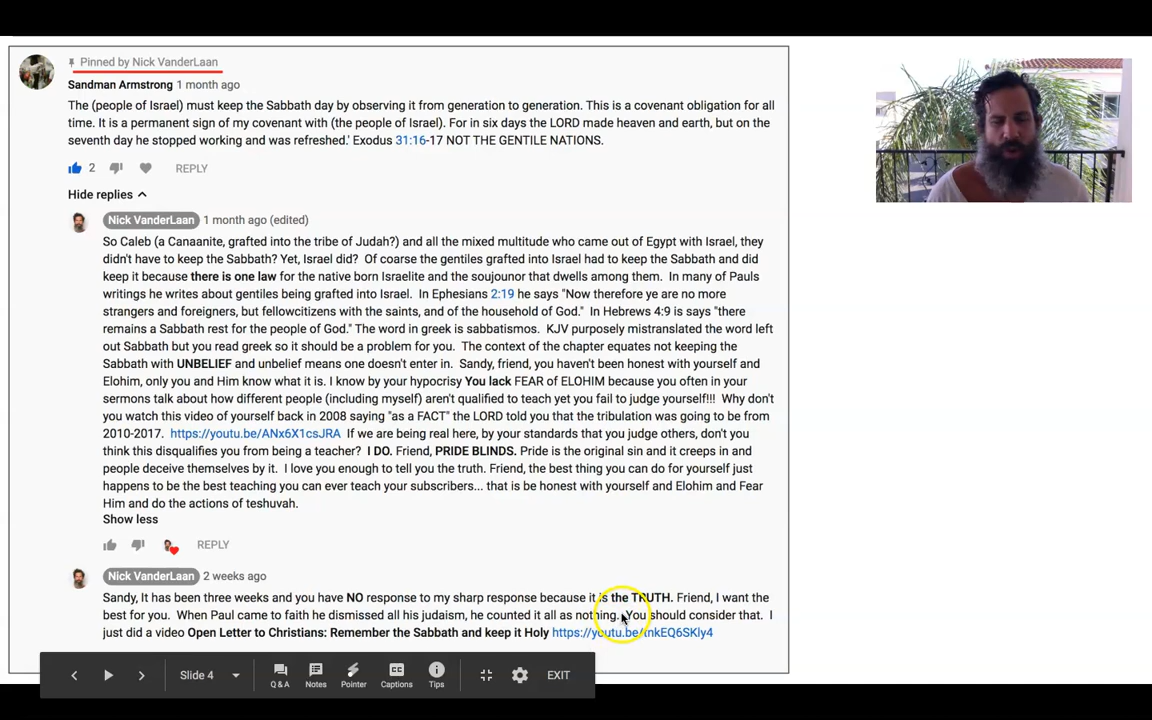 Pinned by Nick VanderLaan
Sandman Armstrong 1 month ago
The (people of Israel) must keep the Sabbath day by observing it from generation to generation. This is a covenant obligation for all
time. It is a permanent sign of my covenant with (the people of Israel). For in six days the LORD made heaven and earth, but on the
seventh day he stopped working and was refreshed.' Exodus 31:16-17 NOT THE GENTILE NATIONS.
2 REPLY
Hide replies
Nick VanderLaan 1 month ago (edited)
So Caleb (a Canaanite, grafted into the tribe of Judah?) and all the mixed multitude who came out of Egypt with Israel, they
didn't have to keep the Sabbath? Yet, Israel did? Of coarse the gentiles grafted into Israel had to keep the Sabbath and did
keep it because there is one law for the native born Israelite and the soujounor that dwells among them. In many of Pauls
writings he writes about gentiles being grafted into Israel. In Ephesians 2:19 he says "Now therefore ye are no more
strangers and foreigners, but fellowcitizens with the saints, and of the household of God." In Hebrews 4:9 is says "there
remains a Sabbath rest for the people of God." The word in greek is sabbatismos. KJV purposely mistranslated the word left
out Sabbath but you read greek so it should be a problem for you. The context of the chapter equates not keeping the
Sabbath with UNBELIEF and unbelief means one doesn't enter in. Sandy, friend, you haven't been honest with yourself and
Elohim, only you and Him know what it is. I know by your hypocrisy You lack FEAR of ELOHIM because you often in your
sermons talk about how different people (including myself) aren't qualified to teach yet you fail to judge yourself!!! Why don't
you watch this video of yourself back in 2008 saying "as a FACT" the LORD told you that the tribulation was going to be from
2010-2017. https://youtu.be/ANx6X1csJRA If we are being real here, by your standards that you judge others, don't you
think this disqualifies you from being a teacher? I DO. Friend, PRIDE BLINDS. Pride is the original sin and it creeps in and
people deceive themselves by it. I love you enough to tell you the truth. Friend, the best thing you can do for yourself just
happens to be the best teaching you can ever teach your subscribers... that is be honest with yourself and Elohim and Fear
Him and do the actions of teshuvah.
Show less
REPLY
Nick VanderLaan 2 weeks ago
Sandy, It has been three weeks and you have NO response to my sharp response because it is the TRUTH. Friend, I want the
best for you. When Paul came to faith he dismissed all his judaism, he counted it all as nothing. You should consider that. I
just did a video Open Letter to Christians: Remember the Sabbath and keep it Holy https://youtu.be/tnkEQ6SKly4
Slide 4 Q & A Notes Pointer Captions Tips EXIT